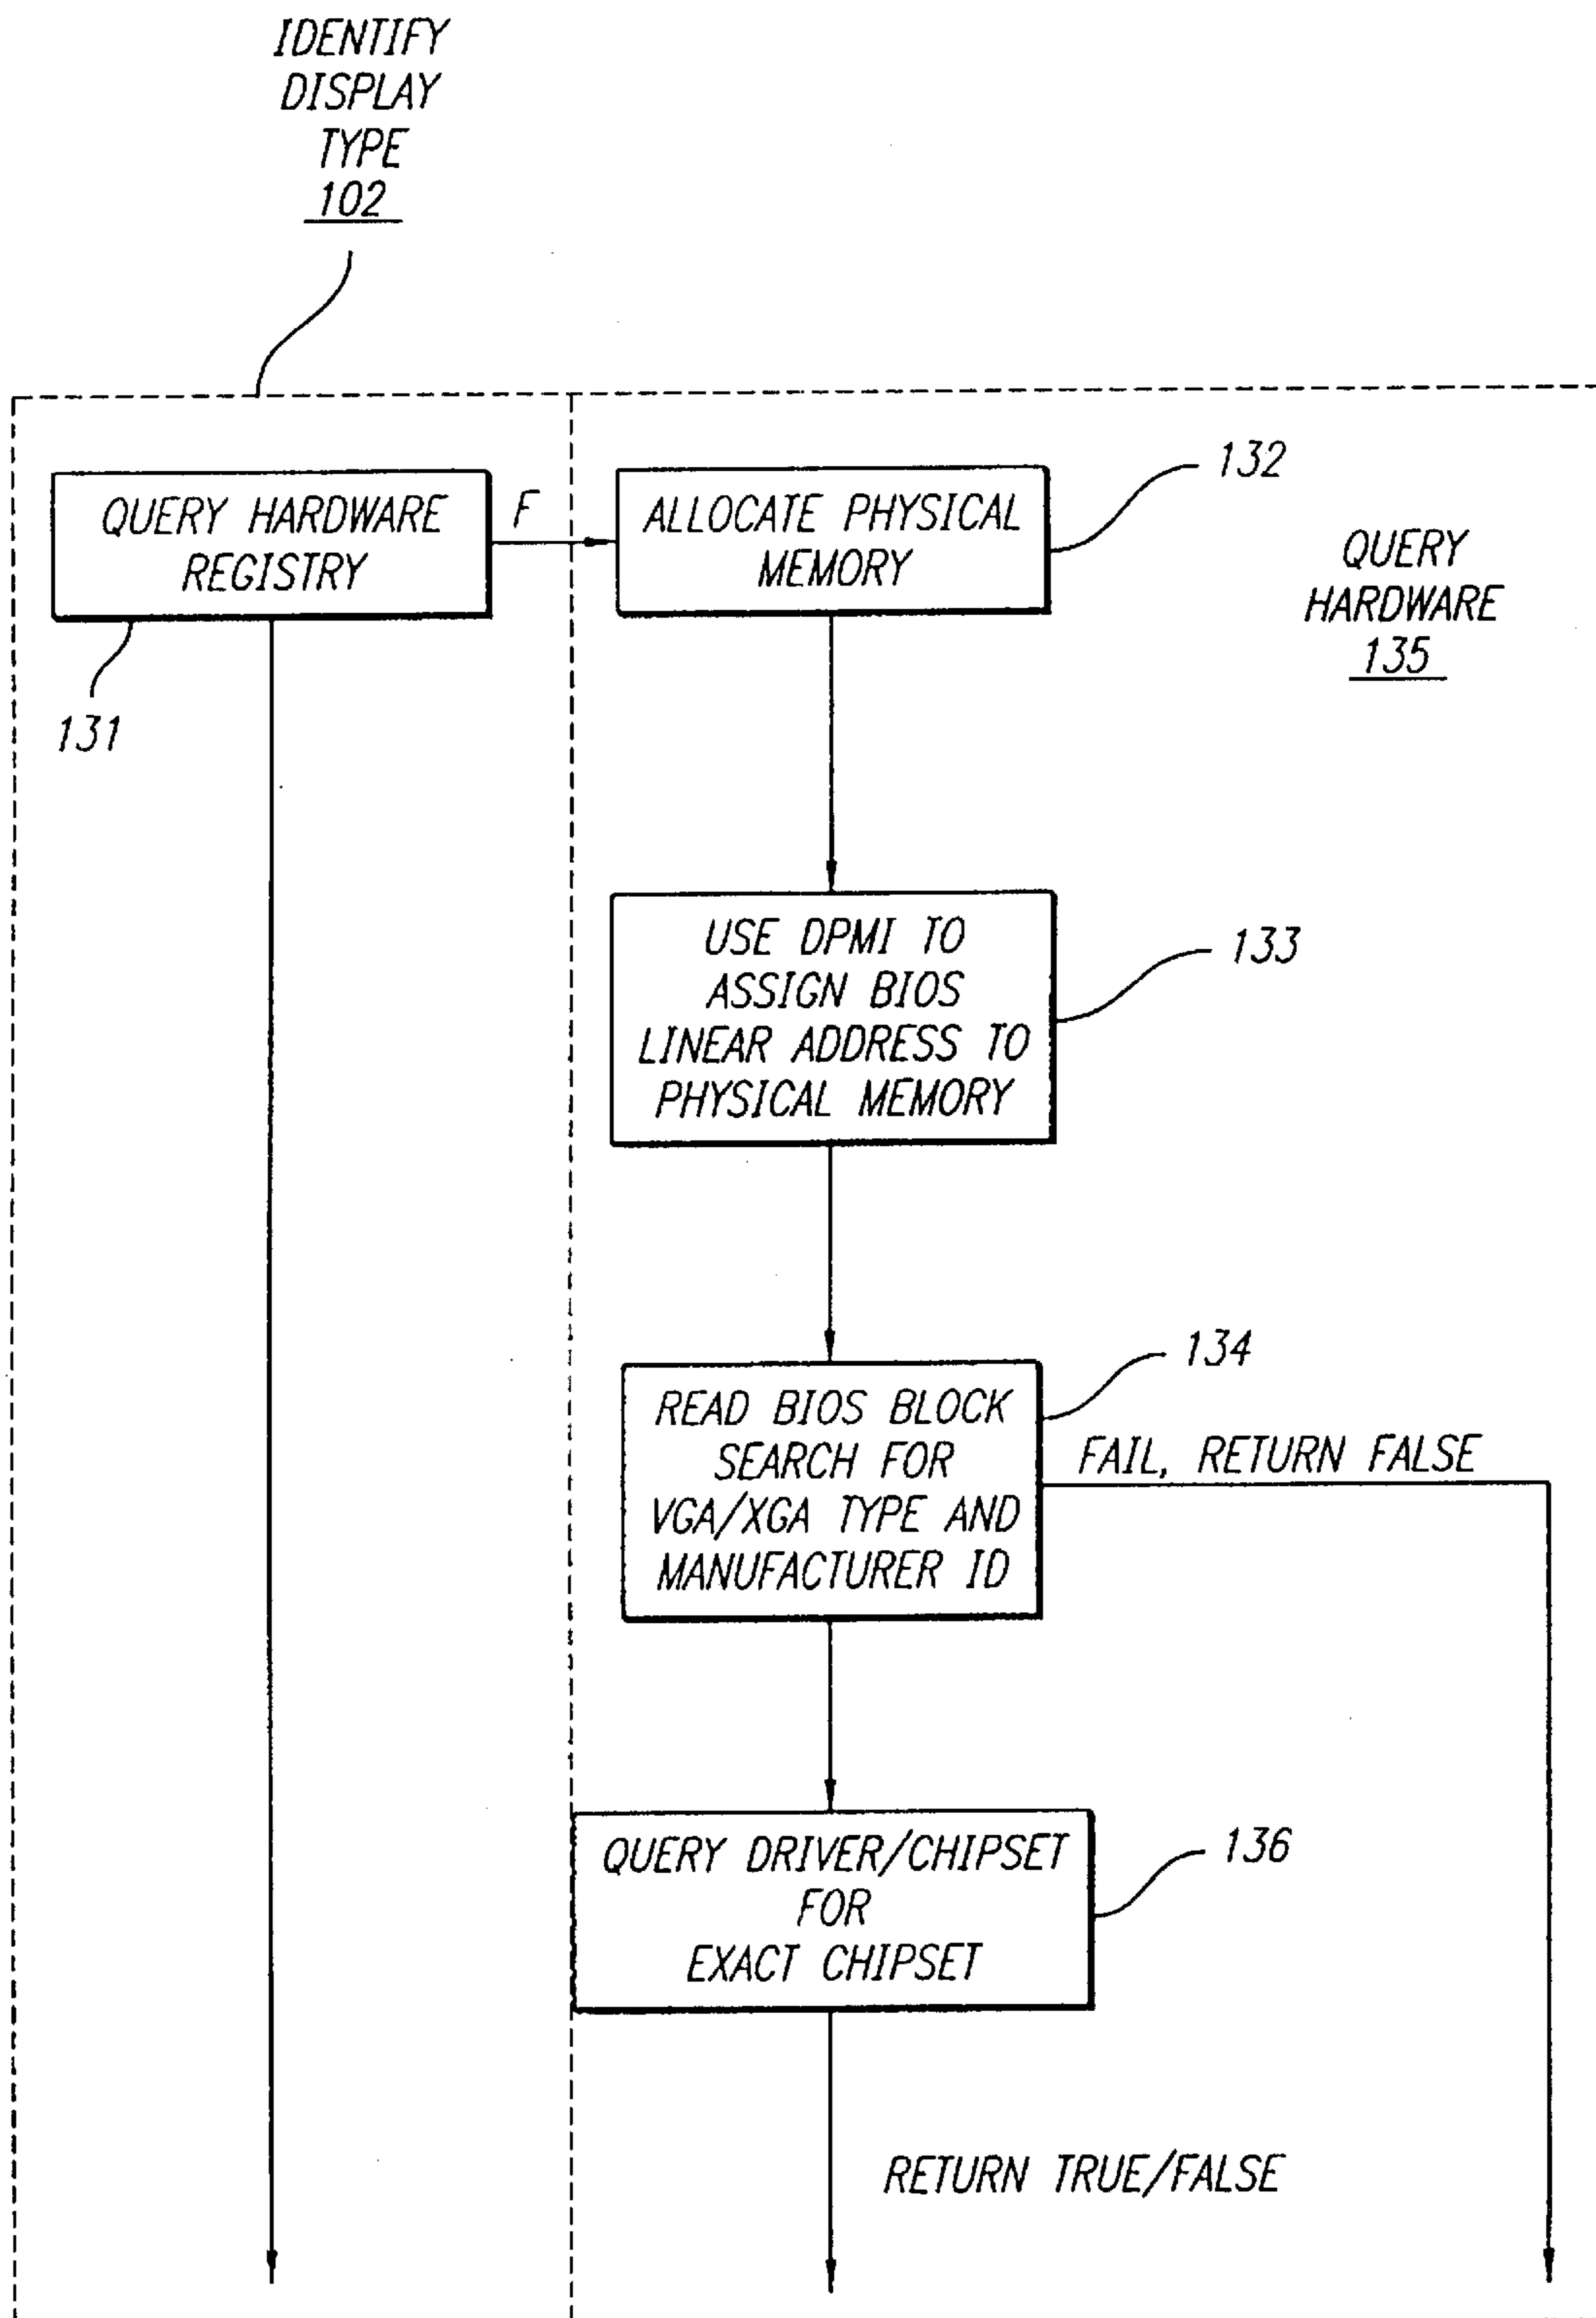 IDENTIFY
DISPLAY
TYPE
102
QUERY HARDWARE
REGISTRY
131
F
ALLOCATE PHYSICAL
MEMORY
132
QUERY
HARDWARE
135
USE DPMI TO
ASSIGN BIOS
LINEAR ADDRESS TO
PHYSICAL MEMORY
133
READ BIOS BLOCK
SEARCH FOR
VGA/XGA TYPE AND
MANUFACTURER ID
134
FAIL, RETURN FALSE
QUERY DRIVER/CHIPSET
FOR
EXACT CHIPSET
136
RETURN TRUE/FALSE